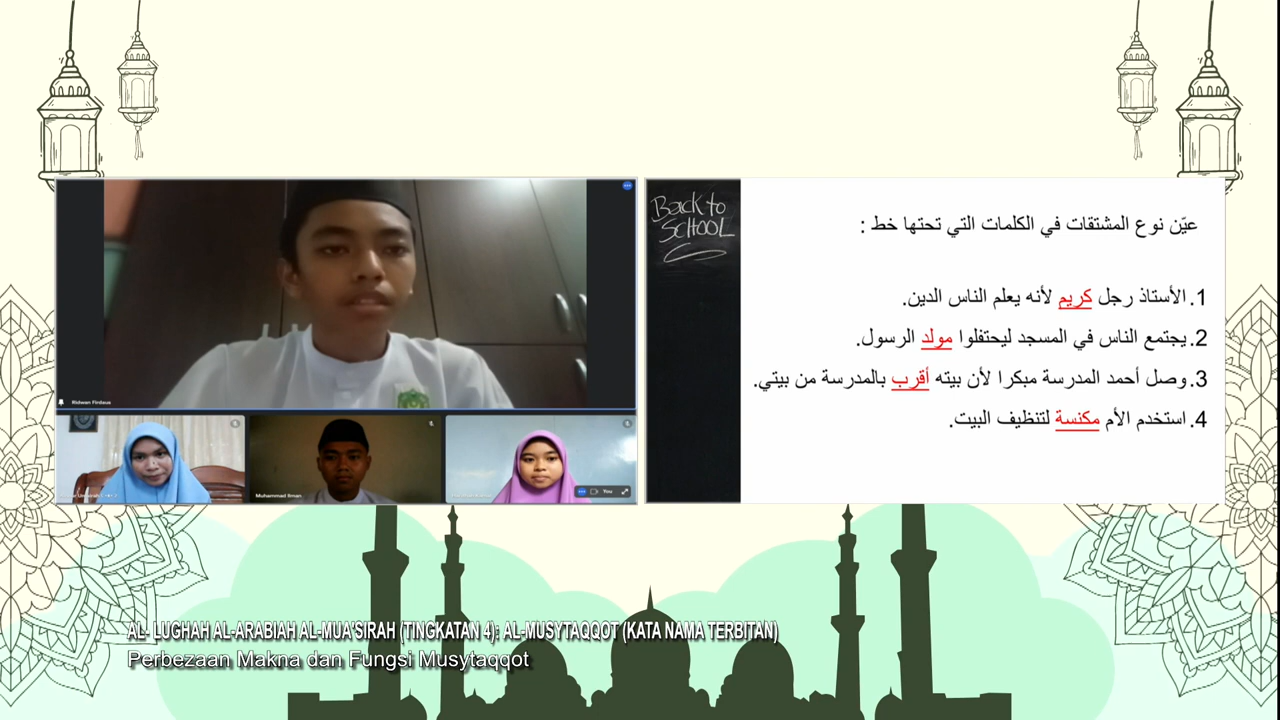 Back to
SCHOOL
عيّن نوع المشتقات في الكلمات التي تحتها خط :
1. الأستاذ رجل كريم لأنه يعلم الناس الدين.
2. يجتمع الناس في المسجد ليحتفلوا مولد الرسول.
3. وصل أحمد المدرسة مبكرا لأن بيته أقرب بالمدرسة من بيتي.
4. استخدم الأم مكنسة لتنظيف البيت.
Ridwan Firdaus
Muhammad Ilman
You
AL- LUGHAH AL-ARABIAH AL-MUA'SIRAH (TINGKATAN 4): AL-MUSYTAQQOT (KATA NAMA TERBITAN)
Perbezaan Makna dan Fungsi Musytaqqot